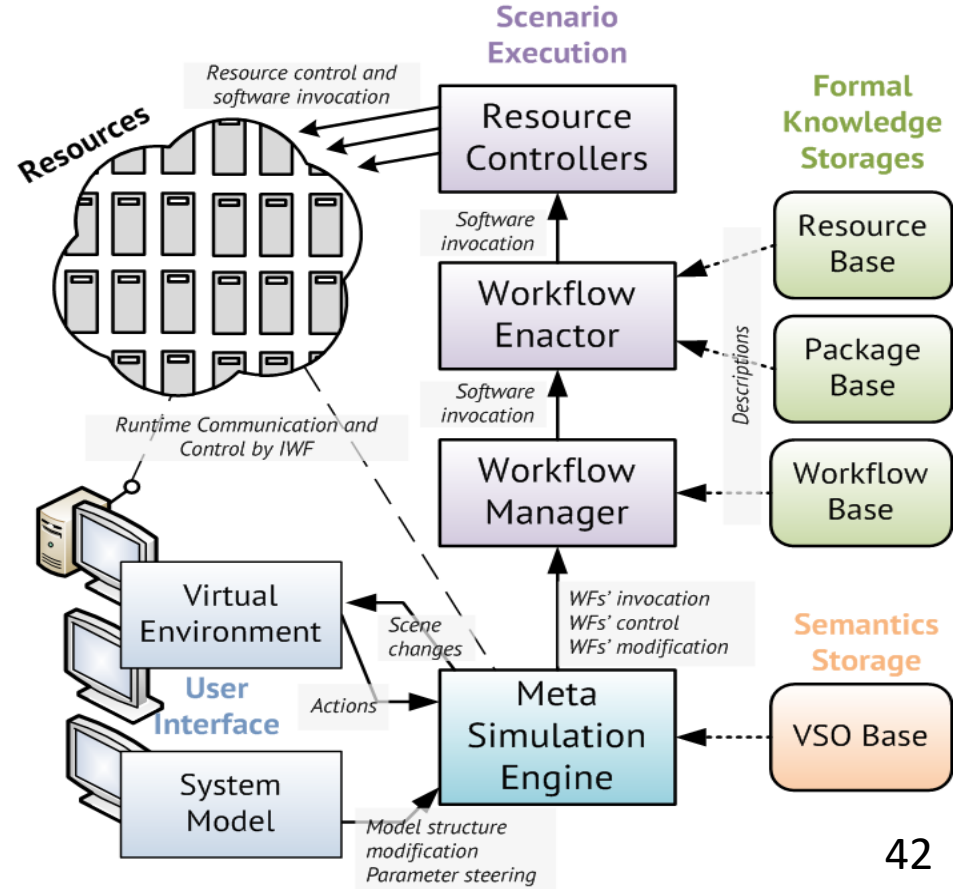 Scenario
Execution
Resource control and
software invocation
Resources
Resource
Controllers
Formal
Knowledge
Storages
Software
invocation
Resource
Base
Workflow
Enactor
Descriptions
Package
Base
Software
invocation
Runtime Communication and
Control by IWF
Workflow
Manager
Workflow
Base
Virtual
Environment
Scene
changes
WFs’ invocation
WFs’ control
WFs’ modification
Semantics
Storage
User
Interface
Actions
Meta
Simulation
Engine
VSO Base
System
Model
Model structure
modification
Parameter steering
42